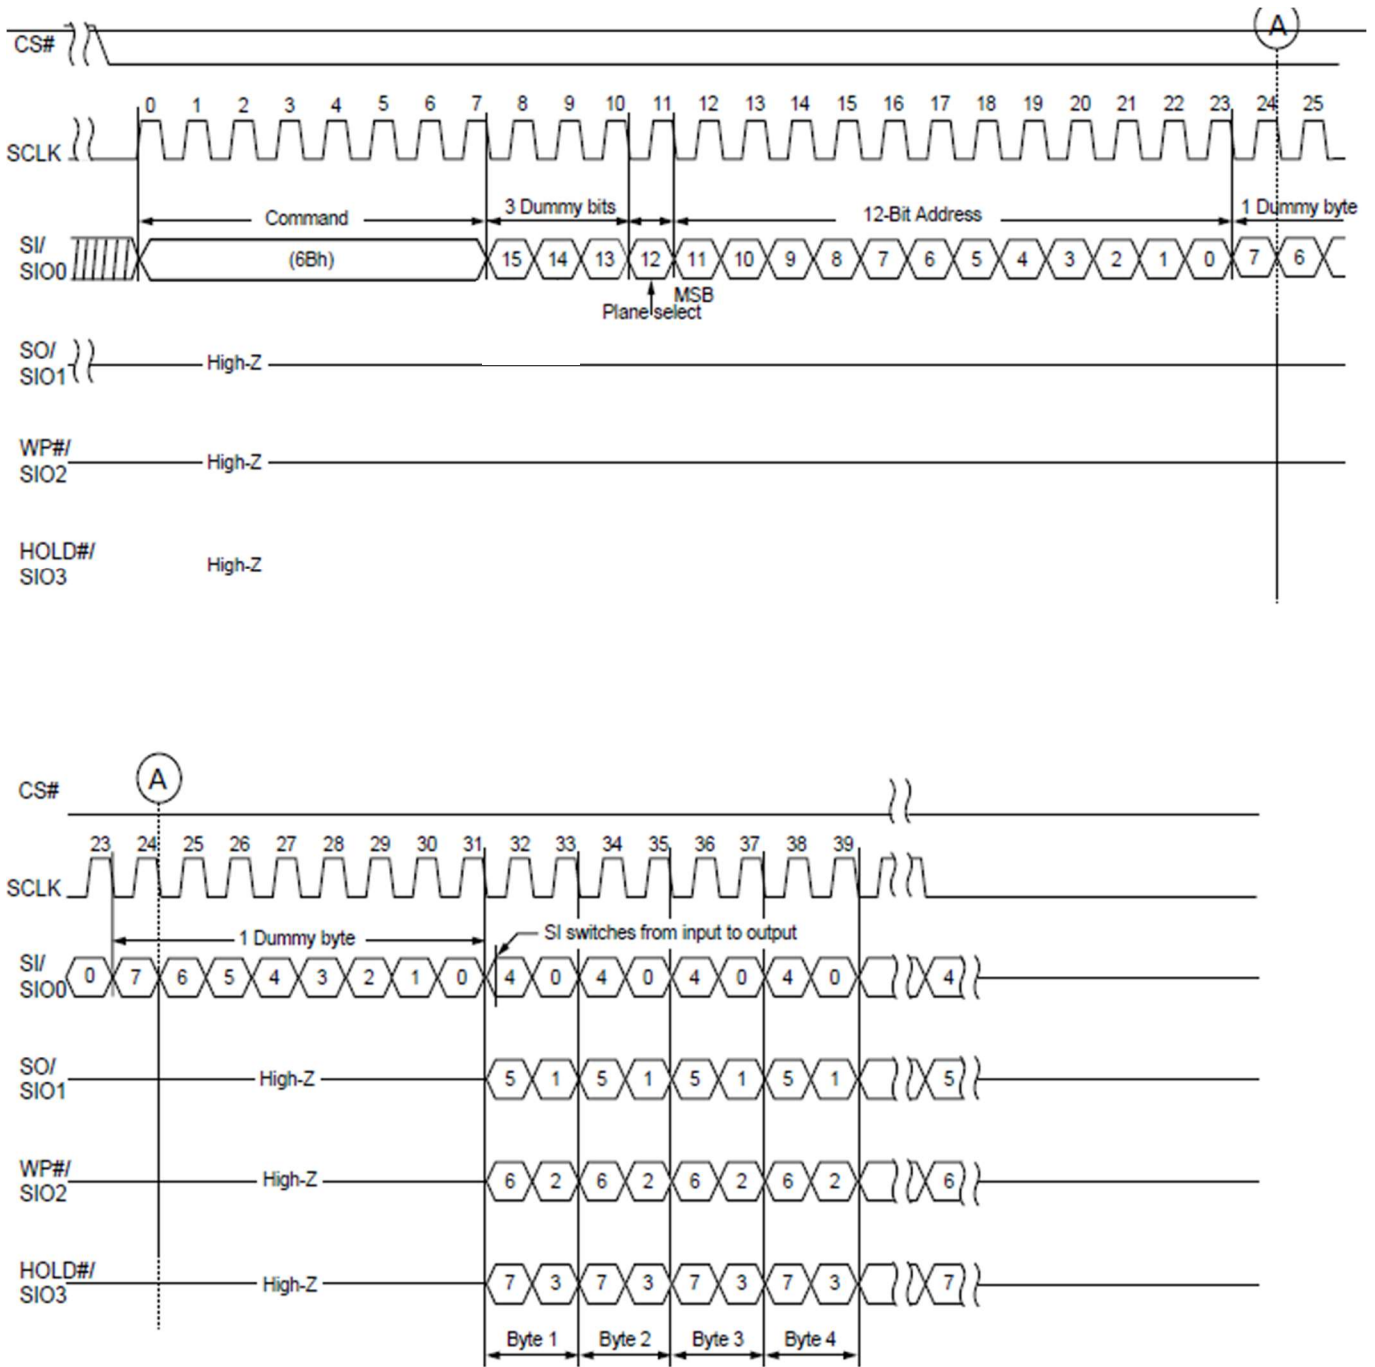 A
CS#
0 1 2 3 4 5 6 7 8 9 10 11 12 13 14 15 16 17 18 19 20 21 22 23 24 25
SCLK
Command 3 Dummy bits 12-Bit Address 1 Dummy byte
SI/
SIO0
(6Bh) 15 14 13 12 11 10 9 8 7 6 5 4 3 2 1 0 7 6
MSB
Plane select
SO/
SIO1
High-Z
WP#/
SIO2
High-Z
HOLD#/
SIO3
High-Z
A
CS#
23 24 25 26 27 28 29 30 31 32 33 34 35 36 37 38 39
SCLK
1 Dummy byte SI switches from input to output
SI/
SIO0
0 7 6 5 4 3 2 1 0 4 0 4 0 4 0 4 0 4
SO/
SIO1
High-Z 5 1 5 1 5 1 5 1 5
WP#/
SIO2
High-Z 6 2 6 2 6 2 6 2 6
HOLD#/
SIO3
High-Z 7 3 7 3 7 3 7 3 7
Byte 1 Byte 2 Byte 3 Byte 4